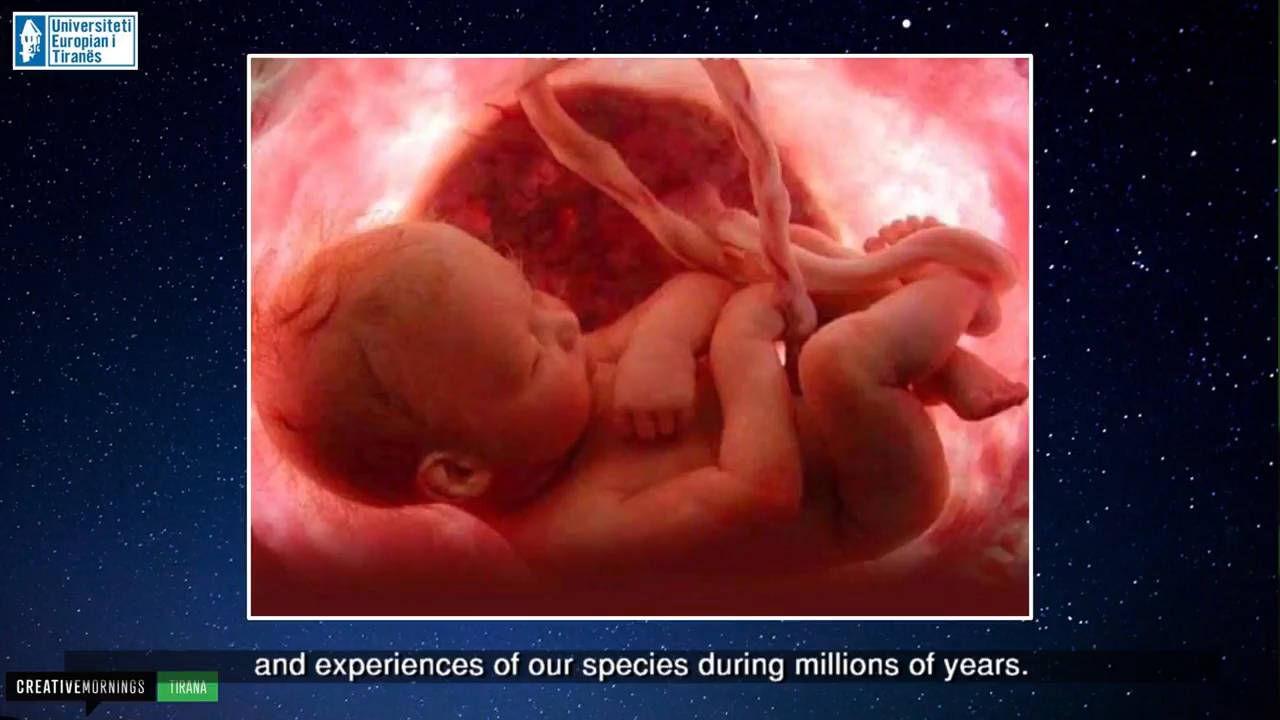 Universiteti
Europian i
Tiranës
and experiences of our species during millions of years.
CREATIVEMORNINGS TIRANA